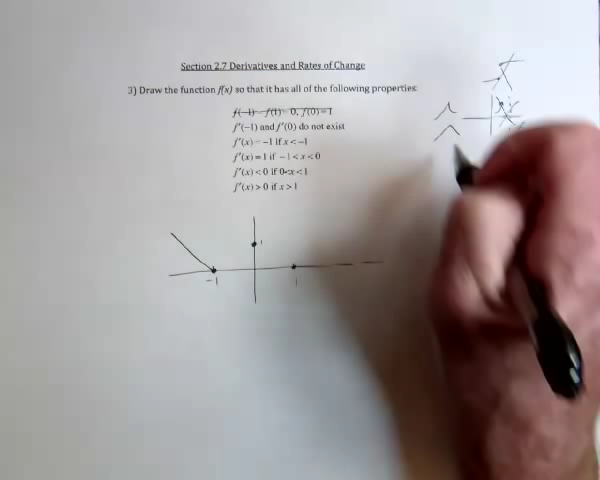 Section 2.7 Derivatives and Rates of Change
3) Draw the function f(x) so that it has all of the following properties:
f(-1) = f(1) = 0, f(0) = 1
f'(-1) and f'(0) do not exist
f'(x) = -1 if x < -1
f'(x) = 1 if -1 < x < 0
f'(x) < 0 if 0 < x < 1
f'(x) > 0 if x > 1
1
-1
1